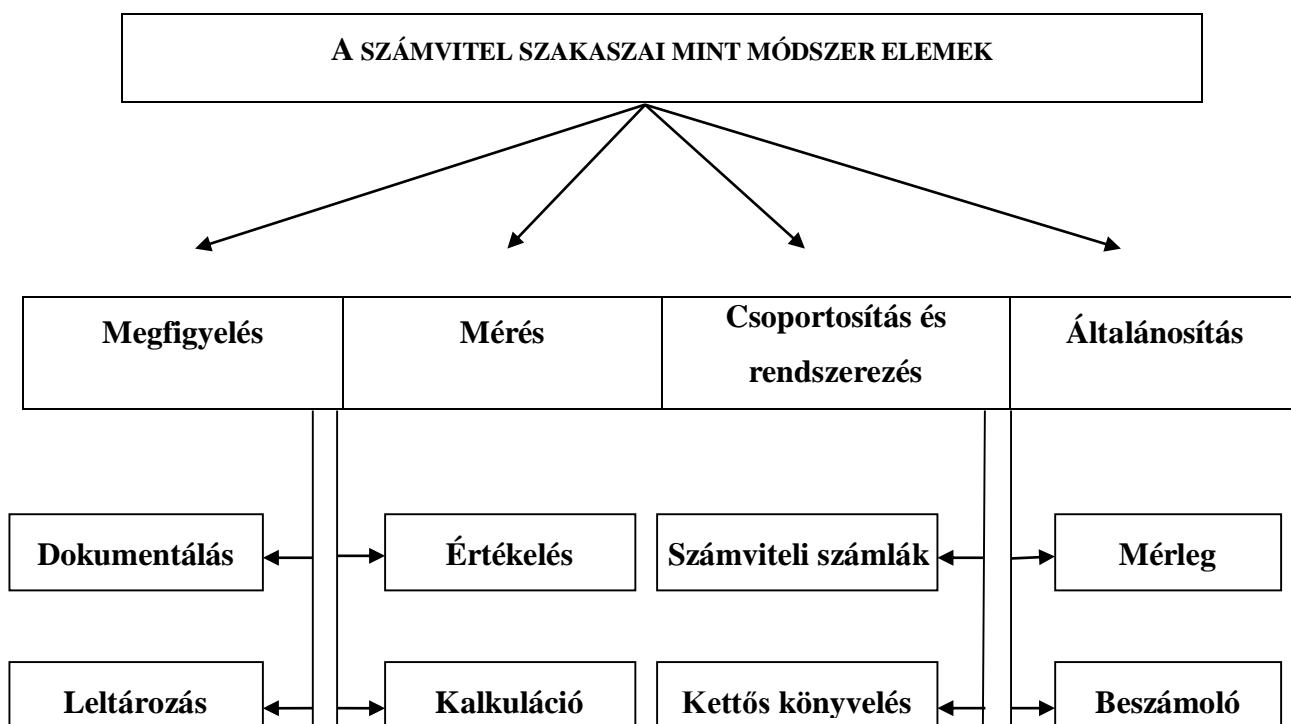 A SZÁMVITEL SZAKASZAI MINT MÓDSZER ELEMEK
Megfigyelés
Mérés
Csoportosítás és
rendszerezés
Általánosítás
Dokumentálás
Értékelés
Számviteli számlák
Mérleg
Leltározás
Kalkuláció
Kettős könyvelés
Beszámoló